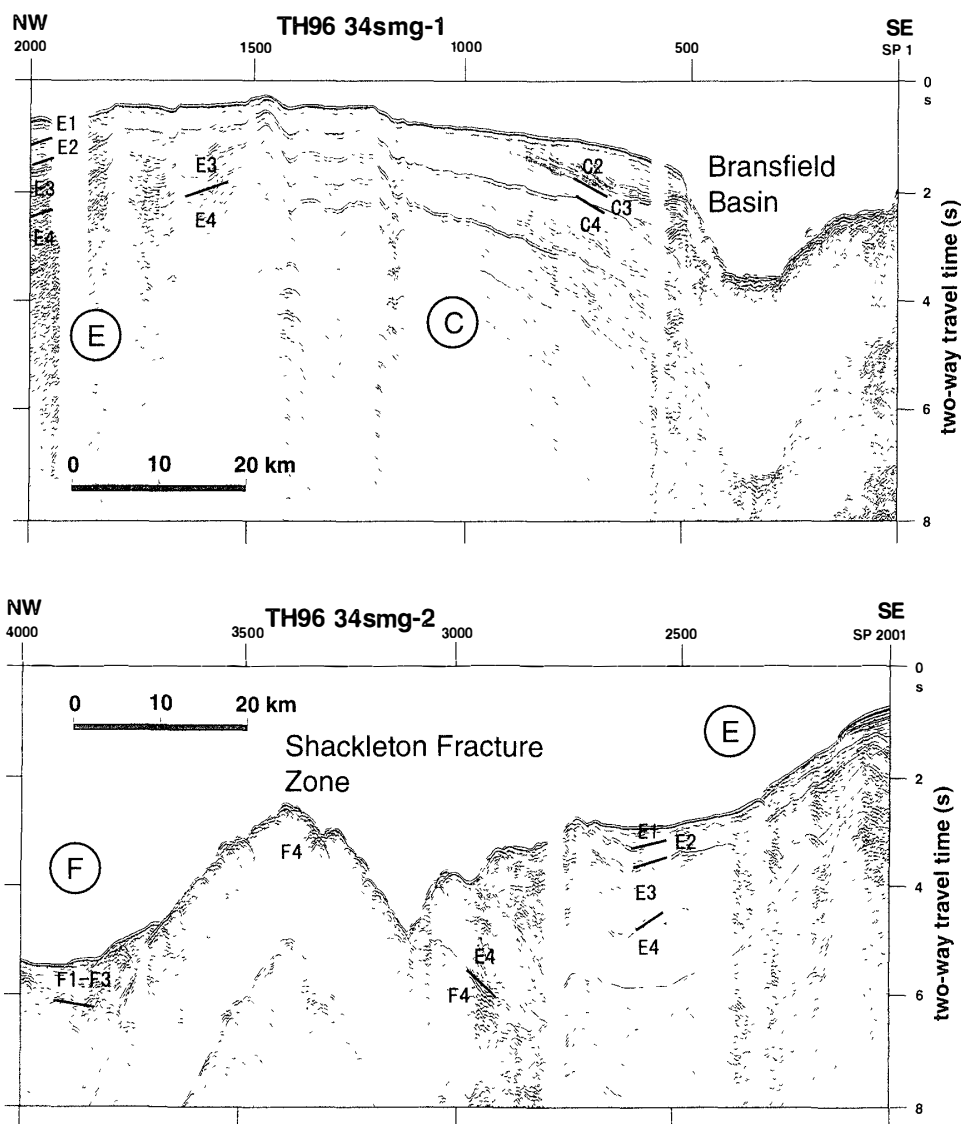 NW TH96 34smg-1 SE
2000 1500 1000 500 SP 1
0
s
E1
E2
E3
E4
E3
E4
C2
C3
C4
Bransfield
Basin
2
4
6
8
two-way travel time (s)
E
C
0 10 20 km
NW TH96 34smg-2 SE
4000 3500 3000 2500 SP 2001
0
s
0 10 20 km
Shackleton Fracture
Zone
E
F
F4
E1
E2
E3
E4
E4
F4
F1-F3
2
4
6
8
two-way travel time (s)